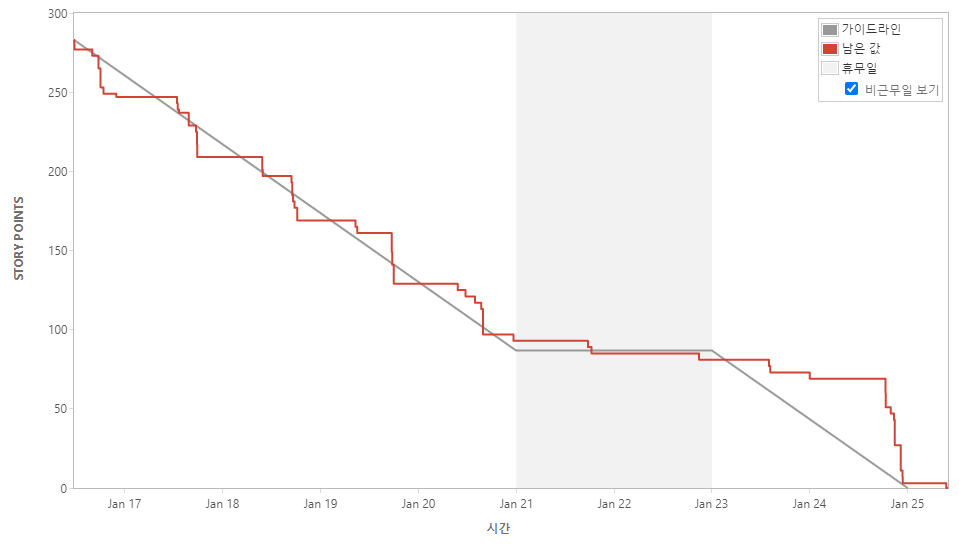 300
250
200
150
100
50
0
STORY POINTS
가이드라인
남은 값
휴무일
비근무일 보기
Jan 17
Jan 18
Jan 19
Jan 20
Jan 21
Jan 22
Jan 23
Jan 24
Jan 25
시간